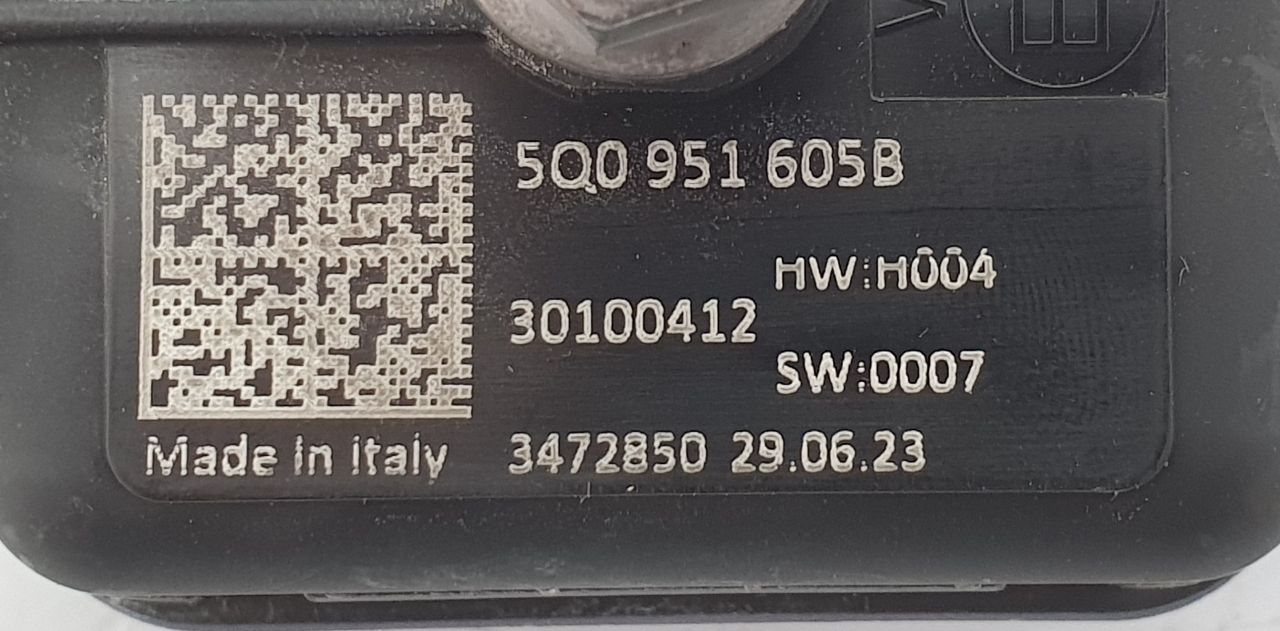 5Q0 951 605B
HW:H004
30100412
SW:0007
Made in Italy
3472850 29.06.23